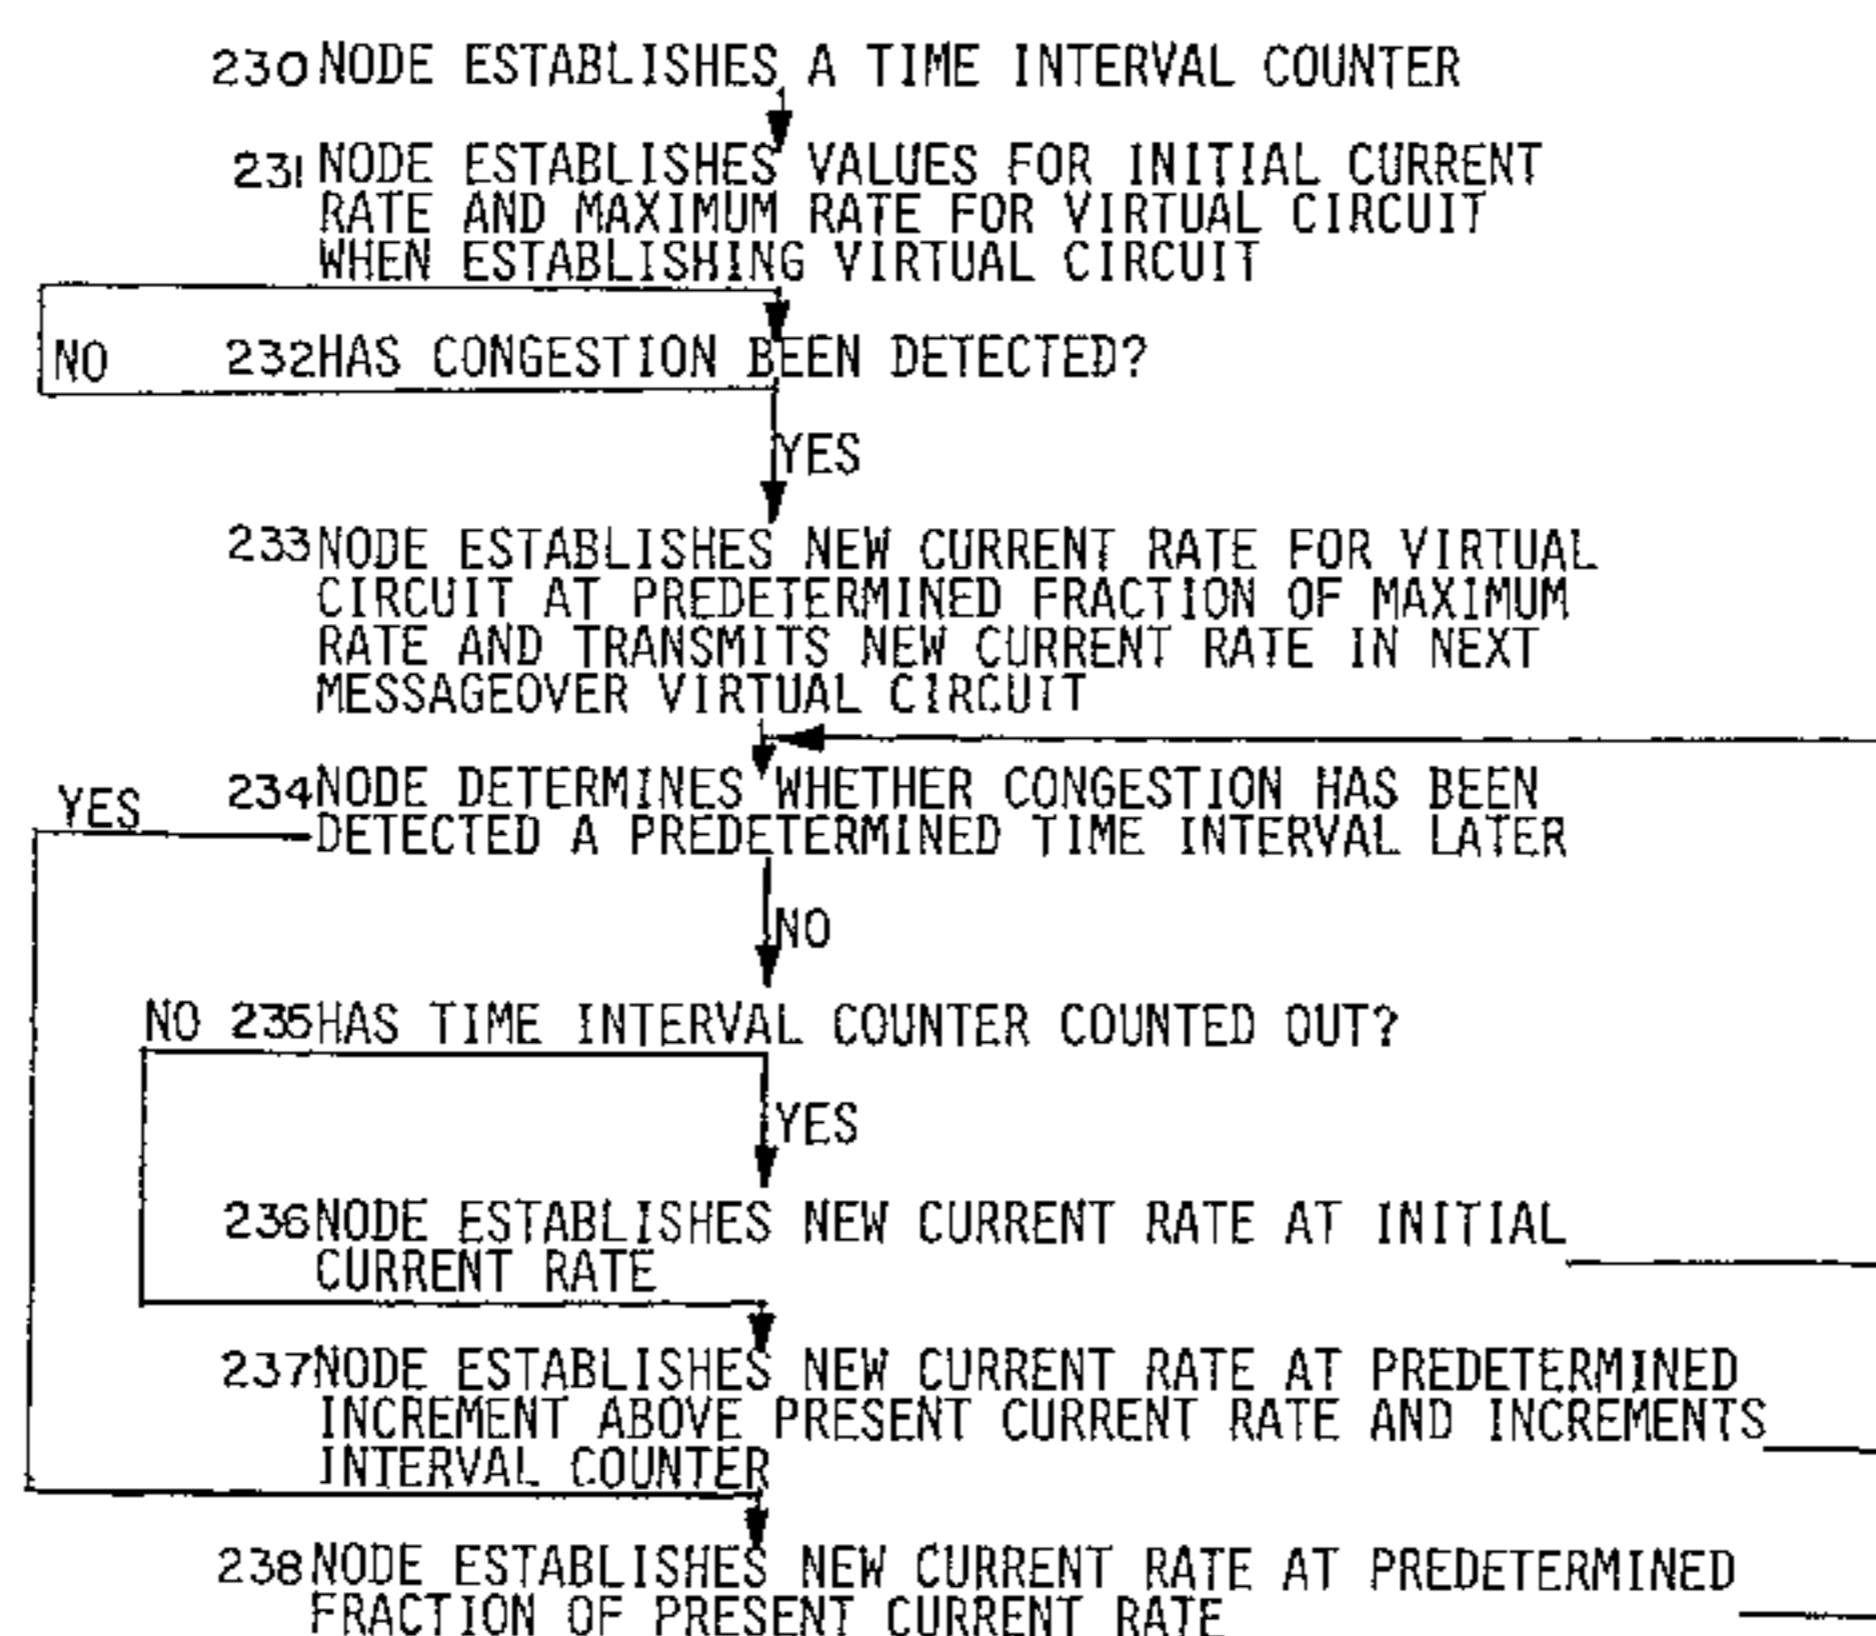 230 NODE ESTABLISHES A TIME INTERVAL COUNTER
231 NODE ESTABLISHES VALUES FOR INITIAL CURRENT
RATE AND MAXIMUM RATE FOR VIRTUAL CIRCUIT
WHEN ESTABLISHING VIRTUAL CIRCUIT
NO 232 HAS CONGESTION BEEN DETECTED?
YES
233 NODE ESTABLISHES NEW CURRENT RATE FOR VIRTUAL
CIRCUIT AT PREDETERMINED FRACTION OF MAXIMUM
RATE AND TRANSMITS NEW CURRENT RATE IN NEXT
MESSAGEOVER VIRTUAL CIRCUIT
YES 234 NODE DETERMINES WHETHER CONGESTION HAS BEEN
DETECTED A PREDETERMINED TIME INTERVAL LATER
NO
NO 235 HAS TIME INTERVAL COUNTER COUNTED OUT?
YES
236 NODE ESTABLISHES NEW CURRENT RATE AT INITIAL
CURRENT RATE
237 NODE ESTABLISHES NEW CURRENT RATE AT PREDETERMINED
INCREMENT ABOVE PRESENT CURRENT RATE AND INCREMENTS
INTERVAL COUNTER
238 NODE ESTABLISHES NEW CURRENT RATE AT PREDETERMINED
FRACTION OF PRESENT CURRENT RATE